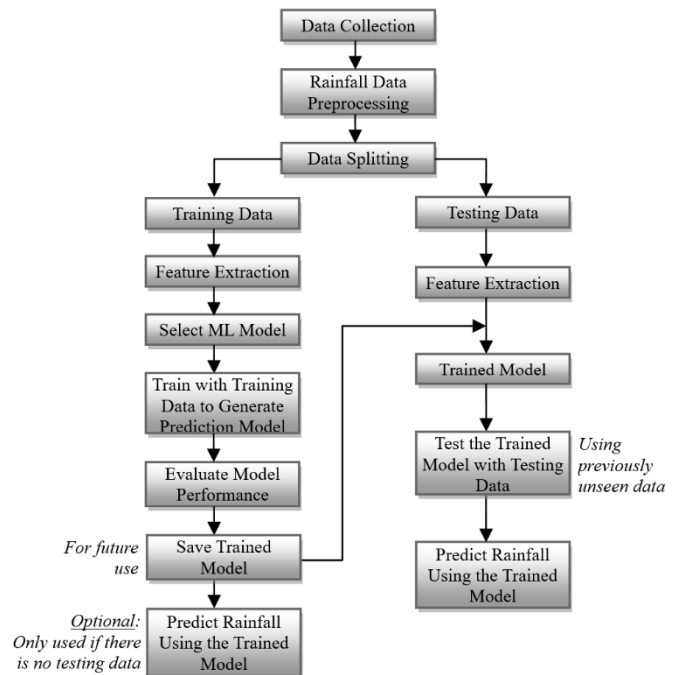 Data Collection
Rainfall Data
Preprocessing
Data Splitting
Training Data
Feature Extraction
Select ML Model
Train with Training
Data to Generate
Prediction Model
Evaluate Model
Performance
For future
use
Save Trained
Model
Optional:
Only used if there
is no testing data
Predict Rainfall
Using the Trained
Model
Testing Data
Feature Extraction
Trained Model
Test the Trained
Model with Testing
Data
Using
previously
unseen data
Predict Rainfall
Using the Trained
Model